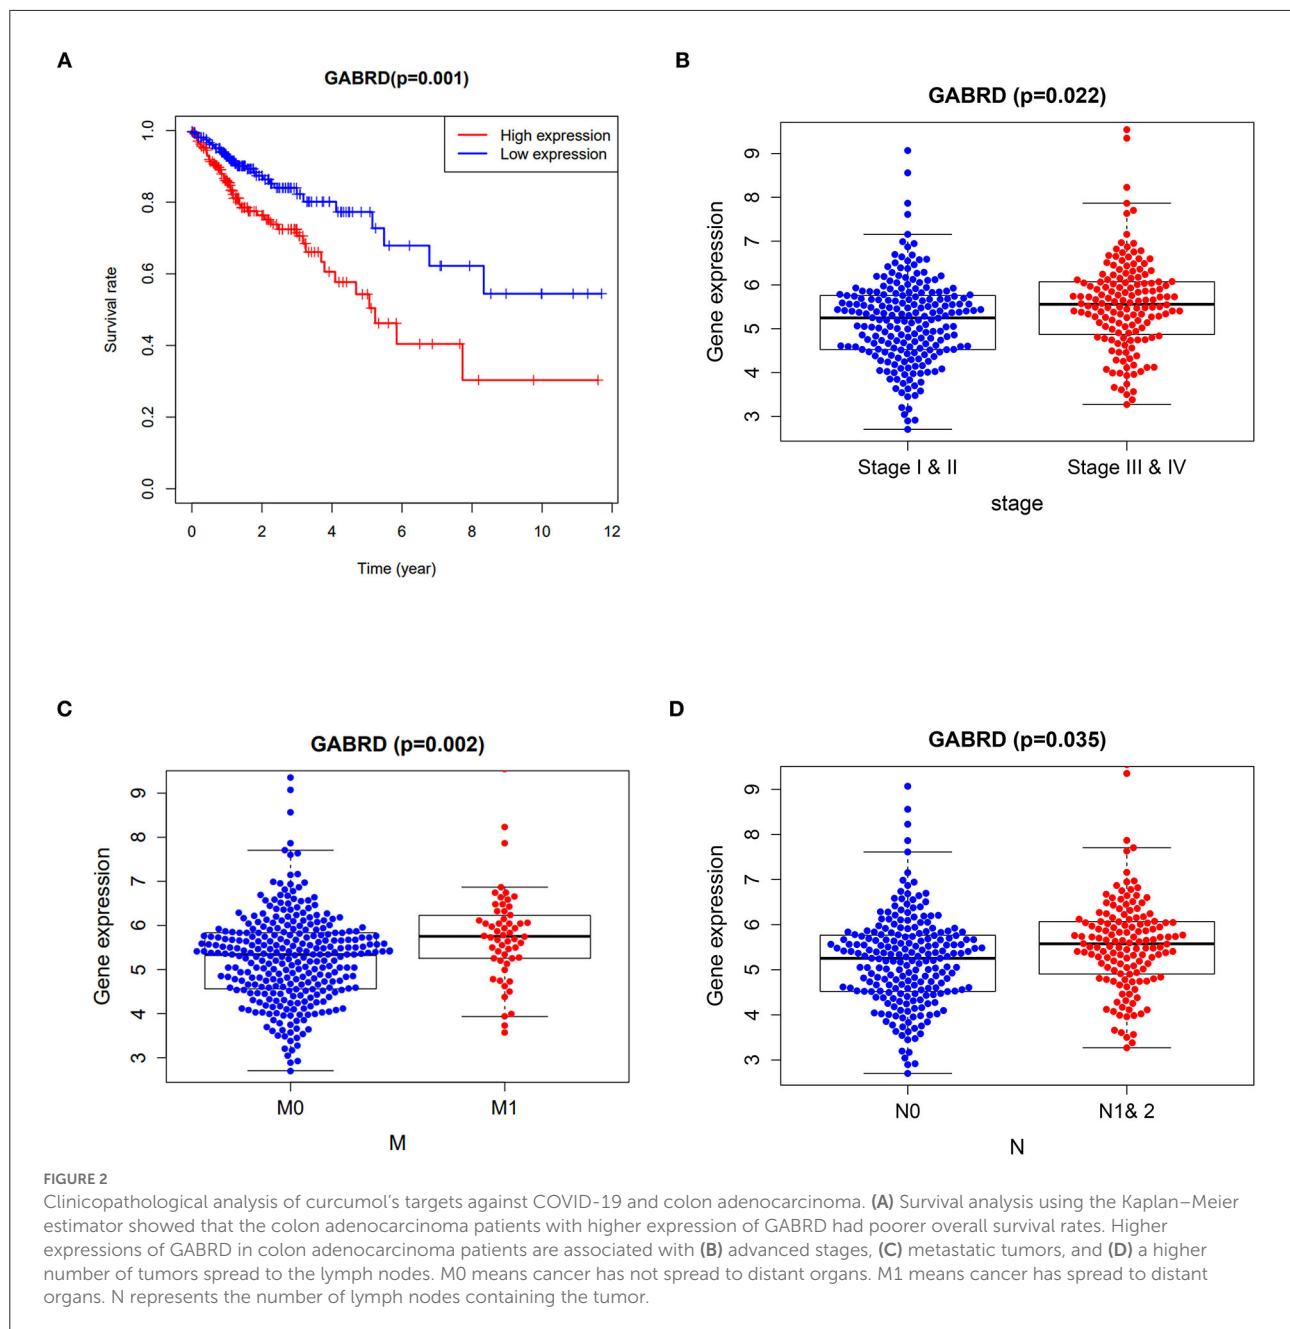 A
GABRD(p=0.001)
High expression
Low expression
Survival rate
1.0
0.8
0.6
0.4
0.2
0.0
0 2 4 6 8 10 12
Time (year)
B
GABRD (p=0.022)
Gene expression
9
8
7
6
5
4
3
Stage I & II Stage III & IV
stage
C
GABRD (p=0.002)
Gene expression
9
8
7
6
5
4
3
M0 M1
M
D
GABRD (p=0.035)
Gene expression
9
8
7
6
5
4
3
N0 N1& 2
N
FIGURE 2
Clinicopathological analysis of curcumol's targets against COVID-19 and colon adenocarcinoma. (A) Survival analysis using the Kaplan–Meier
estimator showed that the colon adenocarcinoma patients with higher expression of GABRD had poorer overall survival rates. Higher
expressions of GABRD in colon adenocarcinoma patients are associated with (B) advanced stages, (C) metastatic tumors, and (D) a higher
number of tumors spread to the lymph nodes. M0 means cancer has not spread to distant organs. M1 means cancer has spread to distant
organs. N represents the number of lymph nodes containing the tumor.